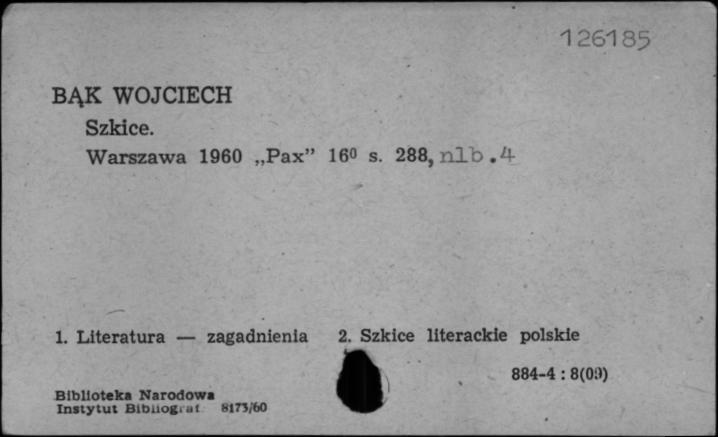 126185
BĄK WOJCIECH
Szkice.
Warszawa 1960 „Pax” 16⁰ s. 288, nlb. 4
1. Literatura — zagadnienia 2. Szkice literackie polskie
884-4 : 8(09)
Biblioteka Narodowa
Instytut Bibliograf. 8173/60